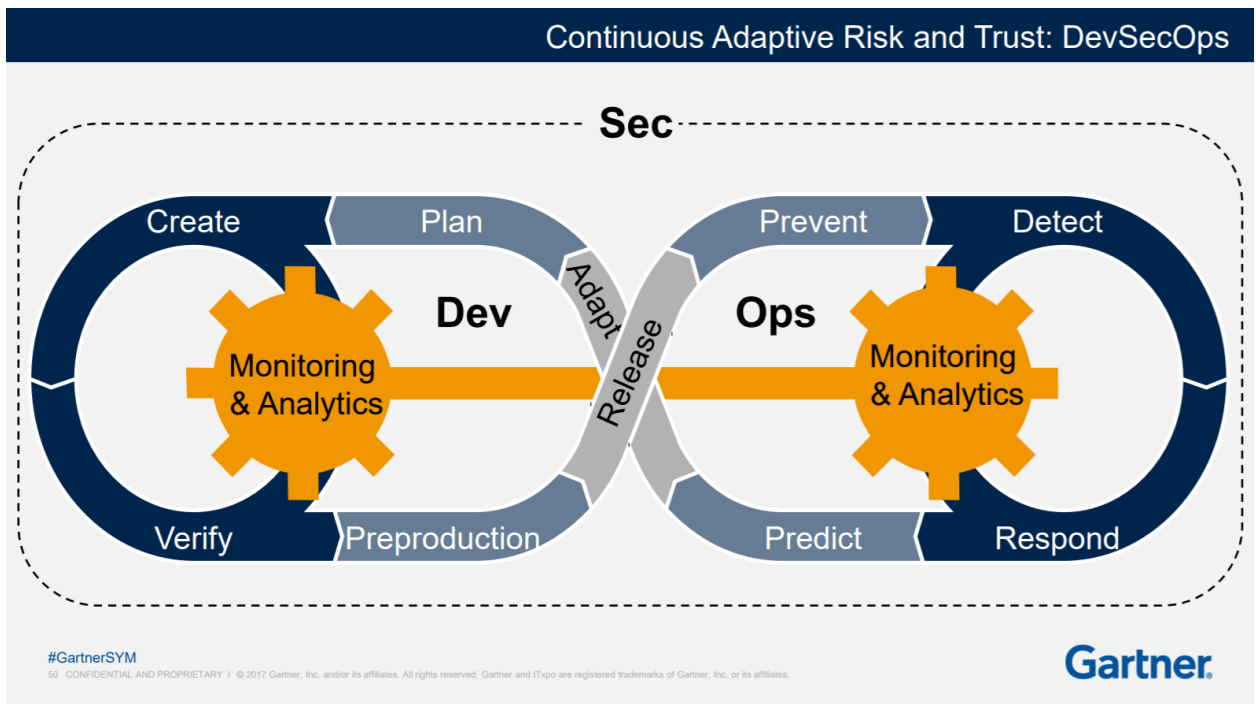 Continuous Adaptive Risk and Trust: DevSecOps
Sec
Create
Plan
Prevent
Detect
Adapt
Dev
Release
Ops
Monitoring
& Analytics
Monitoring
& Analytics
Verify
Preproduction
Predict
Respond
#GartnerSYM
50 CONFIDENTIAL AND PROPRIETARY I © 2017 Gartner, Inc. and/or its affiliates. All rights reserved. Gartner and ITxpo are registered trademarks of Gartner, Inc. or its affiliates.
Gartner®